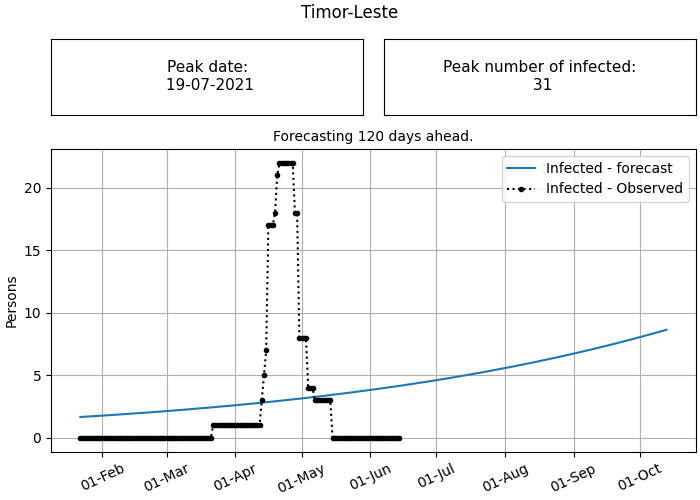 Timor-Leste
Peak date:
19-07-2021
Peak number of infected:
31
Forecasting 120 days ahead.
Infected - forecast
Infected - Observed
Persons
20
15
10
5
0
01-Feb
01-Mar
01-Apr
01-May
01-Jun
01-Jul
01-Aug
01-Sep
01-Oct